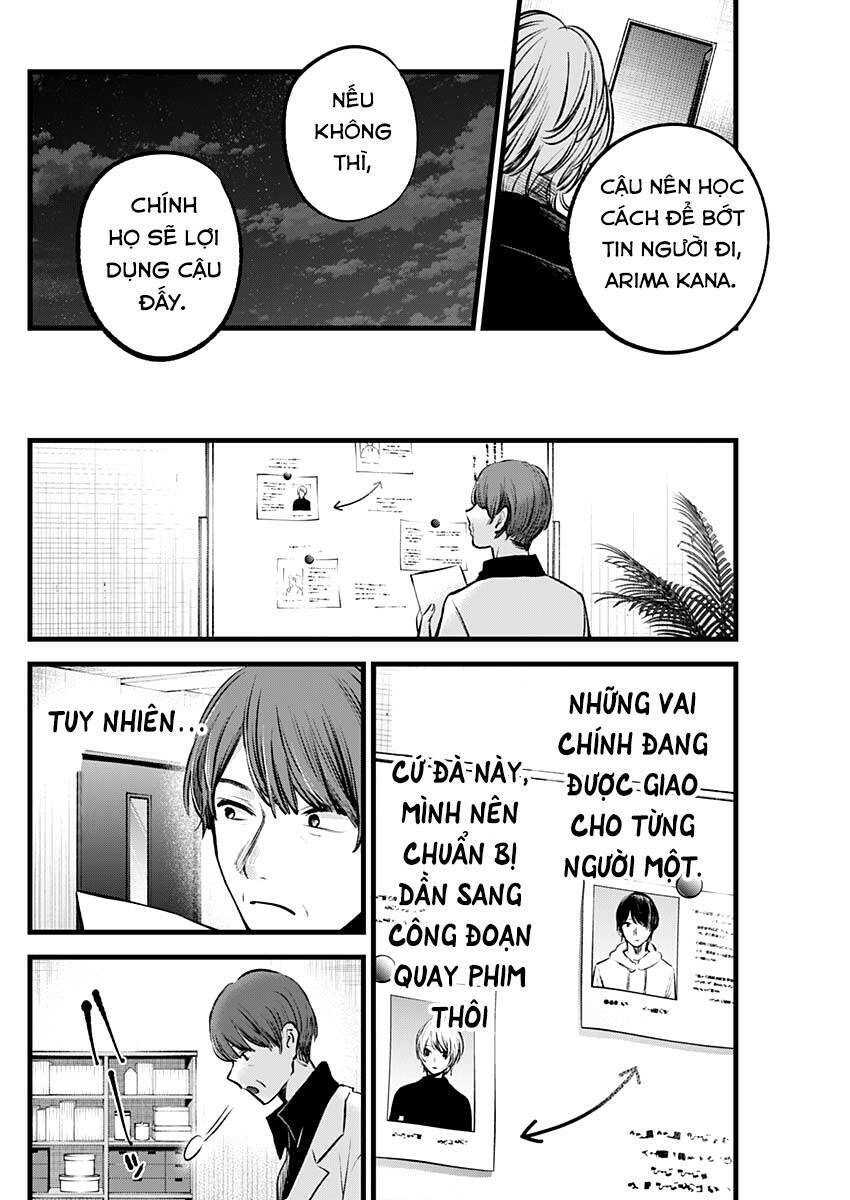 CẬU NÊN HỌC
CÁCH ĐỂ BỚT
TIN NGƯỜI ĐI,
ARIMA KANA.
NẾU
KHÔNG
THÌ,
CHÍNH
HỌ SẼ LỢI
DỤNG CẬU
ĐẤY.
NHỮNG VAI
CHÍNH ĐANG
ĐƯỢC GIAO
CHO TỪNG
NGƯỜI MỘT.
CỨ ĐÀ NÀY,
MÌNH NÊN
CHUẨN BỊ
DẦN SANG
CÔNG ĐOẠN
QUAY PHIM
THÔI
TUY NHIÊN...